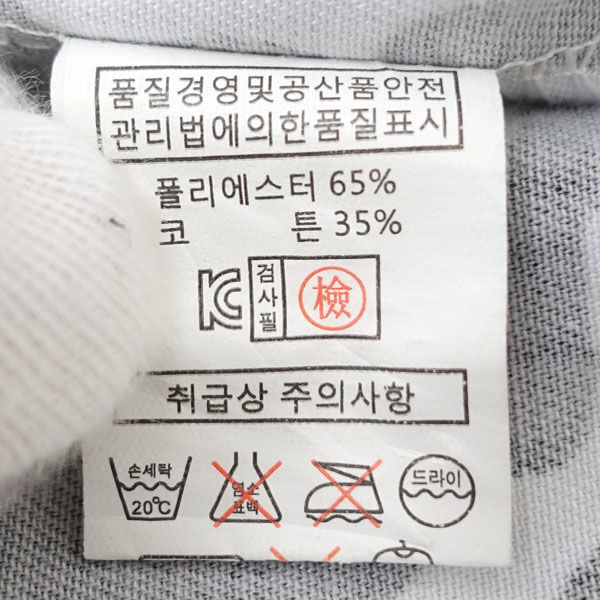 품질경영및공산품안전
관리법에의한품질표시
폴리에스터 65%
코 튼 35%
KC 검사필 檢
취급상 주의사항
손세탁 20℃
염소표백
드라이